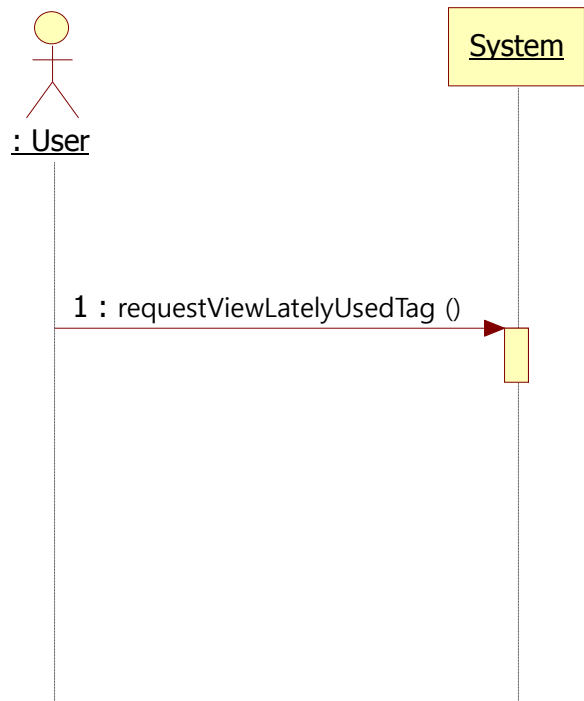 System
: User
1 : requestViewLatelyUsedTag ()